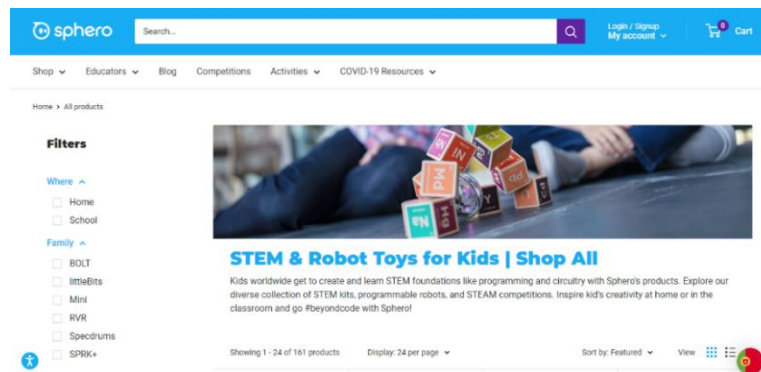 sphero
Search...
Login / Signup
My account
0
Cart
Shop
Educators
Blog
Competitions
Activities
COVID-19 Resources
Home > All products
Filters
Where
Home
School
Family
BOLT
littleBits
Mini
RVR
Specdrums
SPRK+
IN
Md
Mg
STEM & Robot Toys for Kids | Shop All
Kids worldwide get to create and learn STEM foundations like programming and circuitry with Sphero's products. Explore our
diverse collection of STEM kits, programmable robots, and STEAM competitions. Inspire kid's creativity at home or in the
classroom and go #beyondcode with Sphero!
Showing 1 - 24 of 161 products
Display: 24 per page
Sort by: Featured
View